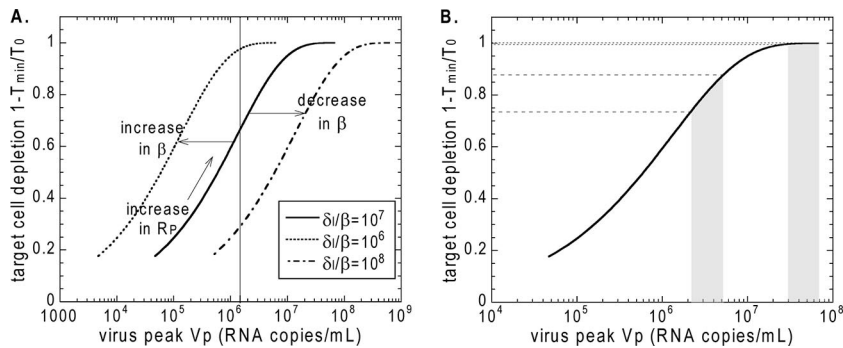 A.
B.
target cell depletion 1-Tmin/T0
1
0.8
0.6
0.4
0.2
0
increase
in β
decrease
in β
increase
in RP
δI/β=10⁷
δI/β=10⁶
δI/β=10⁸
1000 10⁴ 10⁵ 10⁶ 10⁷ 10⁸ 10⁹
virus peak Vp (RNA copies/mL)
target cell depletion 1-Tmin/T0
1
0.8
0.6
0.4
0.2
0
10⁴ 10⁵ 10⁶ 10⁷ 10⁸
virus peak Vp (RNA copies/mL)